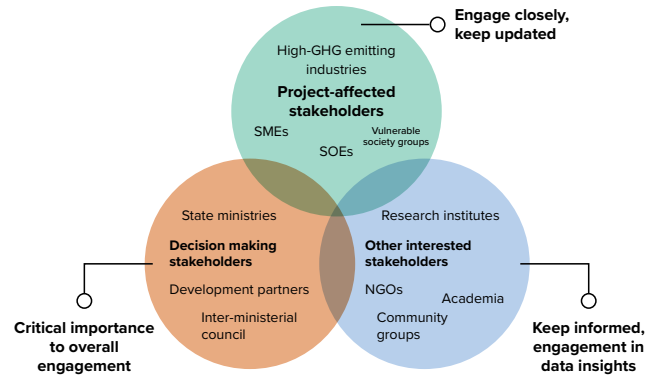 Engage closely,
keep updated
High-GHG emitting
industries
Project-affected
stakeholders
SMEs
Vulnerable
society groups
SOEs
State ministries
Decision making
stakeholders
Development partners
Inter-ministerial
council
Research institutes
Other interested
stakeholders
NGOs
Academia
Community
groups
Critical importance
to overall
engagement
Keep informed,
engagement in
data insights